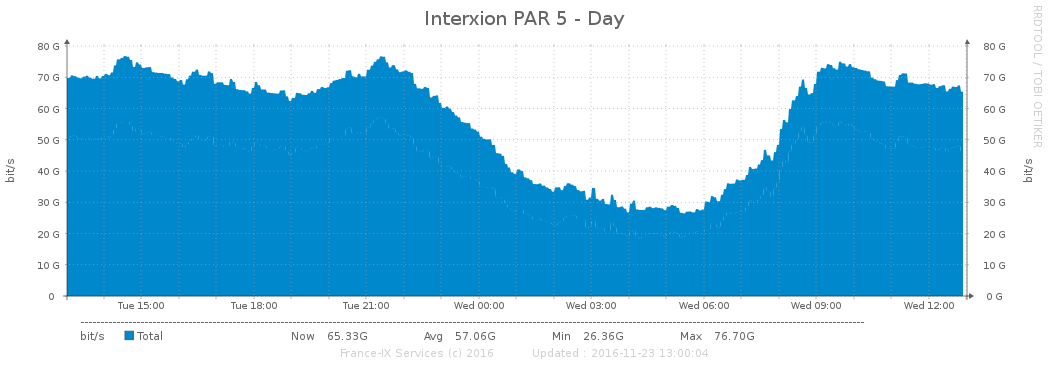 Interxion PAR 5 - Day
RRDTOOL / TOBI OETIKER
80 G 80 G
70 G 70 G
60 G 60 G
50 G 50 G
40 G 40 G
30 G 30 G
20 G 20 G
10 G 10 G
0 0 G
bit/s bit/s
Tue 15:00 Tue 18:00 Tue 21:00 Wed 00:00 Wed 03:00 Wed 06:00 Wed 09:00 Wed 12:00
bit/s Total Now 65.33G Avg 57.06G Min 26.36G Max 76.70G
France-IX Services (c) 2016 Updated : 2016-11-23 13:00:04